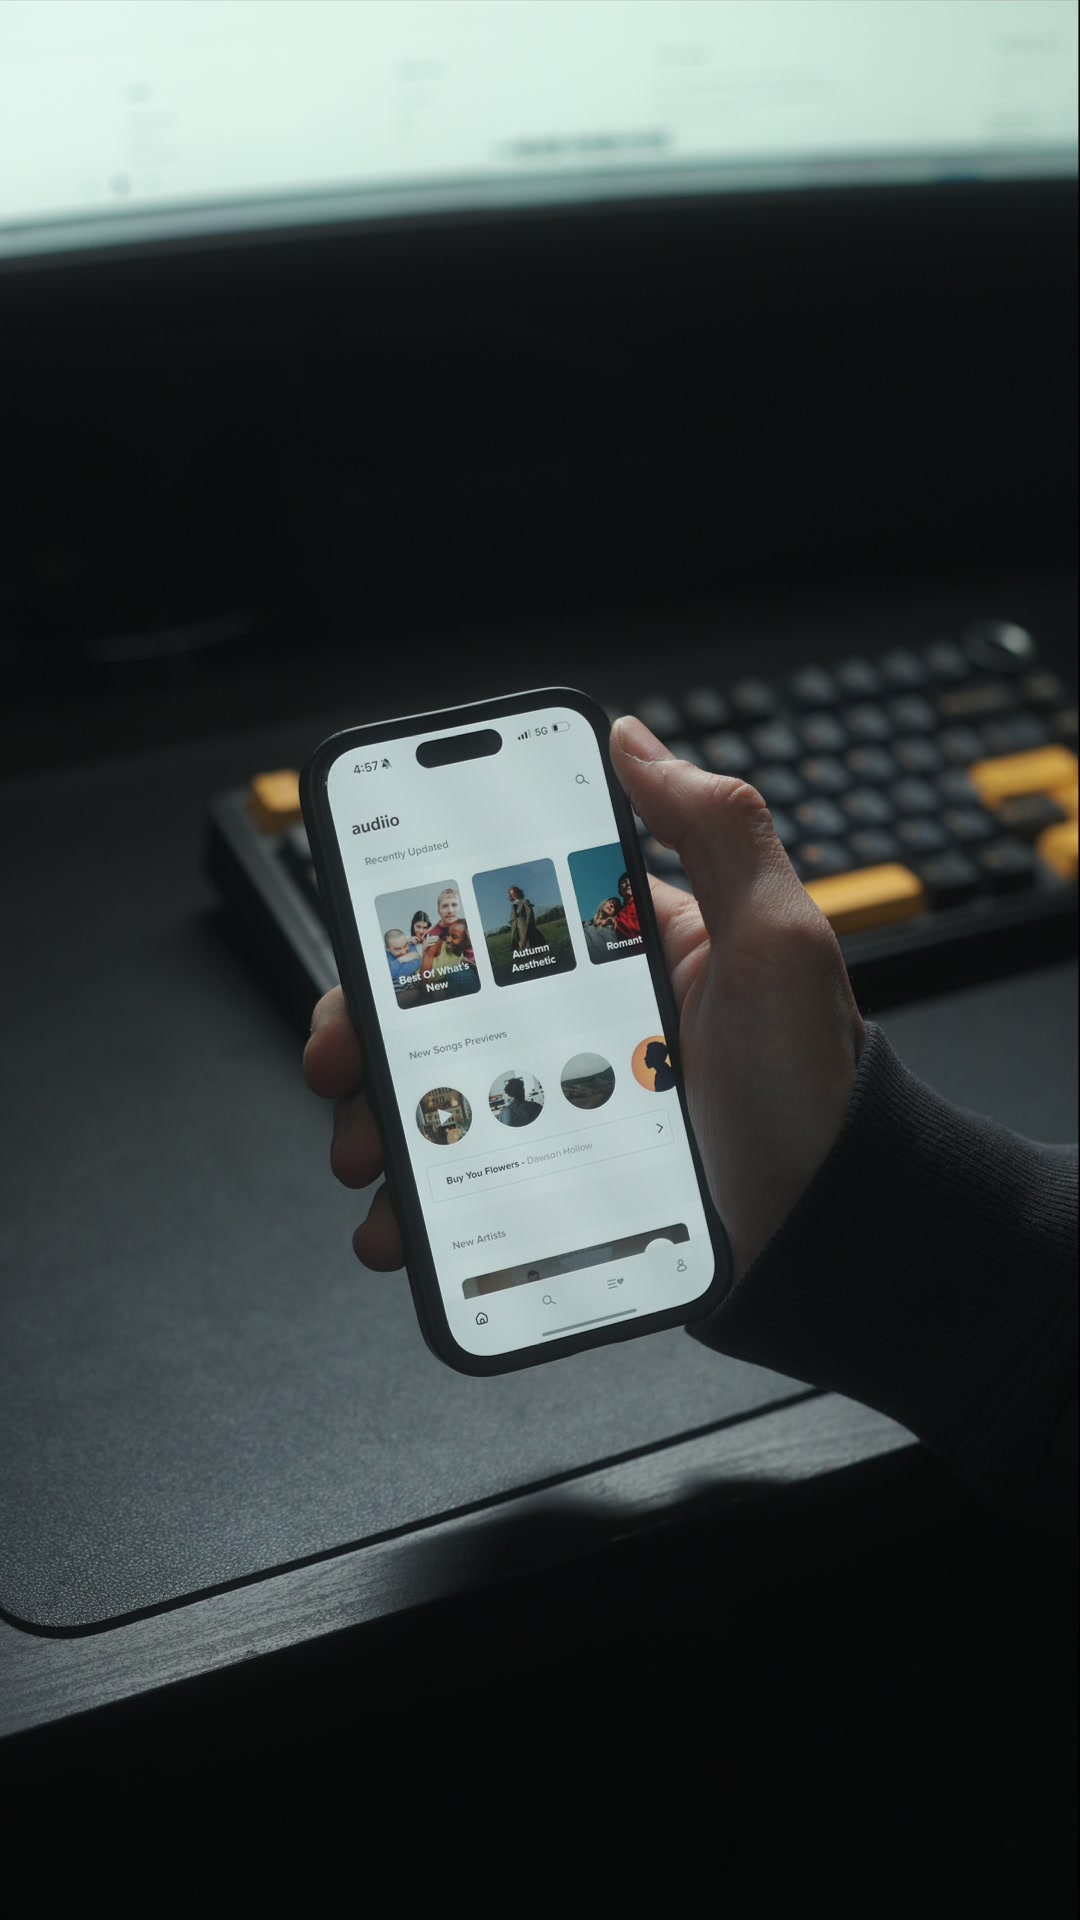 4:57
5G
audiio
Recently Updated
Best Of What's
New
Autumn
Aesthetic
Romant
New Songs Previews
Buy You Flowers - Dawson Hollow
New Artists